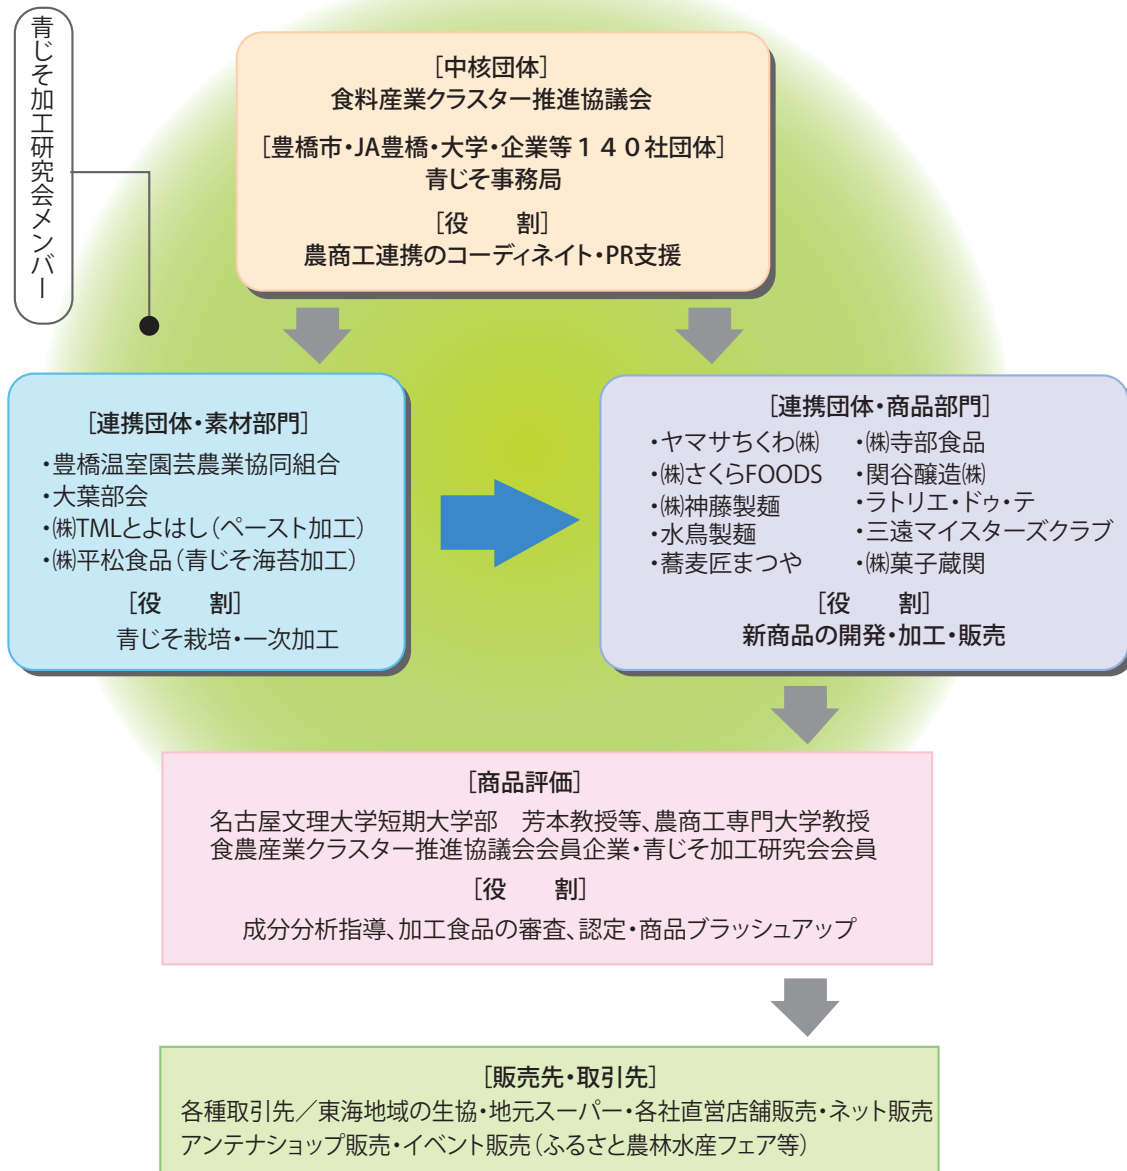 青じそ加工研究会メンバー
[中核団体]
食料産業クラスター推進協議会
[豊橋市・JA豊橋・大学・企業等１４０社団体]
青じそ事務局
[役　割]
農商工連携のコーディネイト・PR支援
[連携団体・素材部門]
・豊橋温室園芸農業協同組合
・大葉部会
・㈱TMLとよはし（ペースト加工）
・㈱平松食品（青じそ海苔加工）
[役　割]
青じそ栽培・一次加工
[連携団体・商品部門]
・ヤマサちくわ㈱
・㈱さくらFOODS
・㈱神藤製麺
・水鳥製麺
・蕎麦匠まつや
・㈱寺部食品
・関谷醸造㈱
・ラトリエ・ドゥ・テ
・三遠マイスターズクラブ
・㈱菓子蔵関
[役　割]
新商品の開発・加工・販売
[商品評価]
名古屋文理大学短期大学部　芳本教授等、農商工専門大学教授
食農産業クラスター推進協議会会員企業・青じそ加工研究会会員
[役　割]
成分分析指導、加工食品の審査、認定・商品ブラッシュアップ
[販売先・取引先]
各種取引先／東海地域の生協・地元スーパー・各社直営店舗販売・ネット販売
アンテナショップ販売・イベント販売（ふるさと農林水産フェア等）